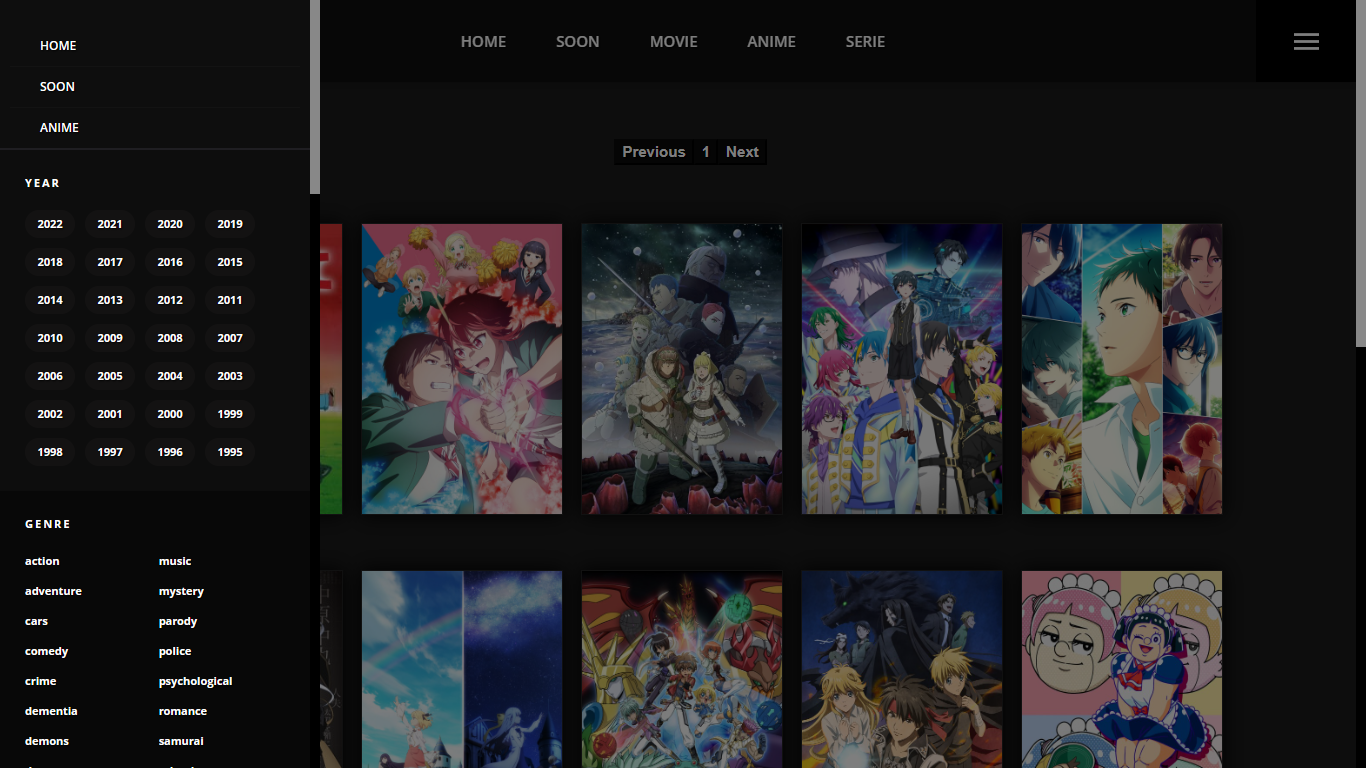 HOME
SOON
ANIME
YEAR
2022 2021 2020 2019
2018 2017 2016 2015
2014 2013 2012 2011
2010 2009 2008 2007
2006 2005 2004 2003
2002 2001 2000 1999
1998 1997 1996 1995
GENRE
action music
adventure mystery
cars parody
comedy police
crime psychological
dementia romance
demons samurai
HOME SOON MOVIE ANIME SERIE
Previous 1 Next